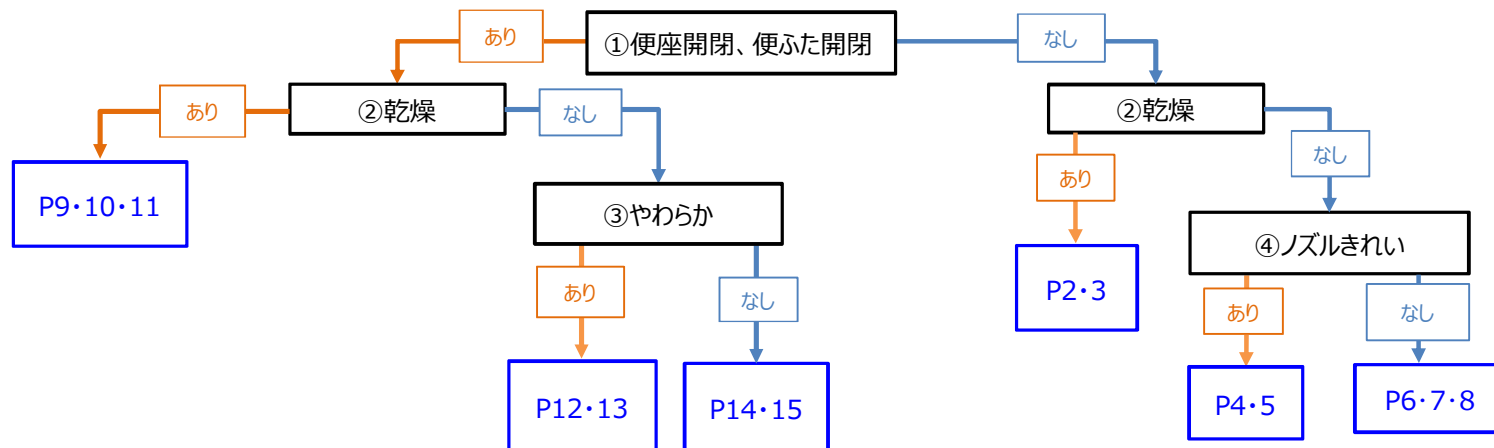 あり
①便座開閉、便ふた開閉
なし
あり
②乾燥
なし
②乾燥
なし
P9・10・11
③やわらか
あり
④ノズルきれい
あり
なし
P2・3
あり
なし
P12・13
P14・15
P4・5
P6・7・8